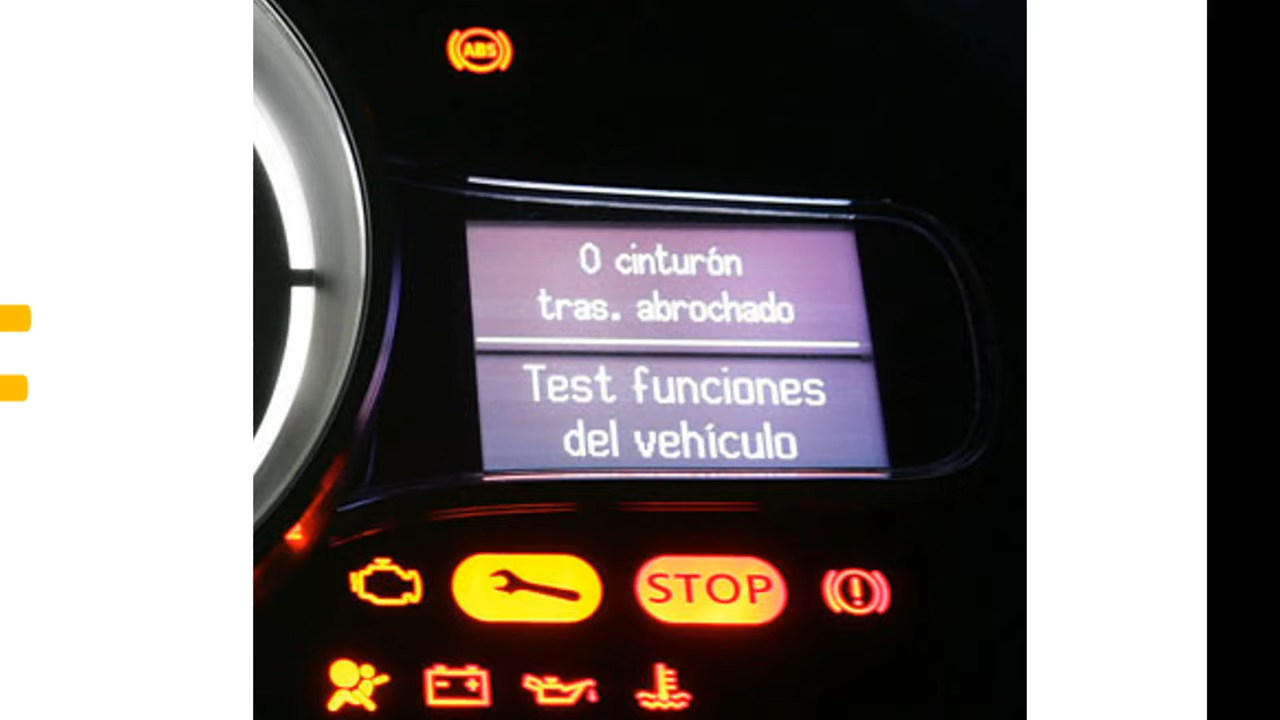 ABS
0 cinturón
tras. abrochado
Test funciones
del vehículo
STOP